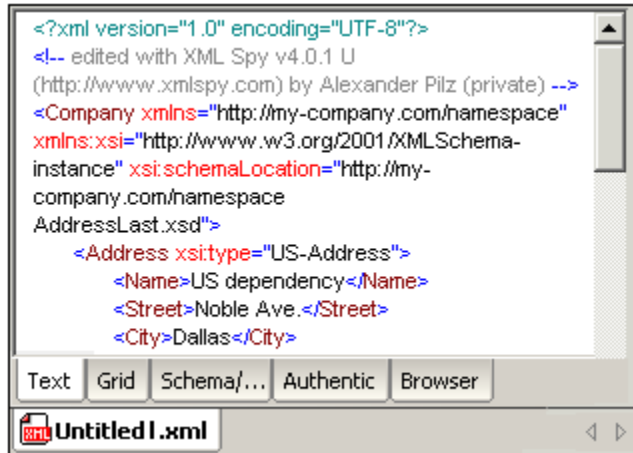 <?xml version="1.0" encoding="UTF-8"?>
<!-- edited with XML Spy v4.0.1 U
(http://www.xmlspy.com) by Alexander Pilz (private) -->
<Company xmlns="http://my-company.com/namespace"
xmlns:xsi="http://www.w3.org/2001/XMLSchema-
instance" xsi:schemaLocation="http://my-
company.com/namespace
AddressLast.xsd">
<Address xsi:type="US-Address">
<Name>US dependency</Name>
<Street>Noble Ave.</Street>
<City>Dallas</City>
Text Grid Schema/... Authentic Browser
XML Untitled1.xml